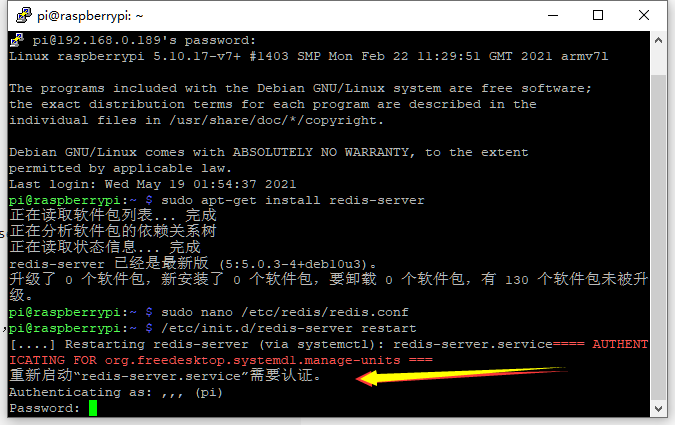 pi@raspberrypi: ~
pi@192.168.0.189's password:
Linux raspberrypi 5.10.17-v7+ #1403 SMP Mon Feb 22 11:29:51 GMT 2021 armv7l
The programs included with the Debian GNU/Linux system are free software;
the exact distribution terms for each program are described in the
individual files in /usr/share/doc/*/copyright.
Debian GNU/Linux comes with ABSOLUTELY NO WARRANTY, to the extent
permitted by applicable law.
Last login: Wed May 19 01:54:37 2021
pi@raspberrypi:~ $ sudo apt-get install redis-server
正在读取软件包列表... 完成
正在分析软件包的依赖关系树
正在读取状态信息... 完成
redis-server 已经是最新版 (5:5.0.3-4+deb10u3)。
升级了 0 个软件包，新安装了 0 个软件包，要卸载 0 个软件包，有 130 个软件包未被升
级。
pi@raspberrypi:~ $ sudo nano /etc/redis/redis.conf
pi@raspberrypi:~ $ /etc/init.d/redis-server restart
[....] Restarting redis-server (via systemctl): redis-server.service==== AUTHENT
ICATING FOR org.freedesktop.systemd1.manage-units ===
重新启动“redis-server.service”需要认证。
Authenticating as: ,,, (pi)
Password: